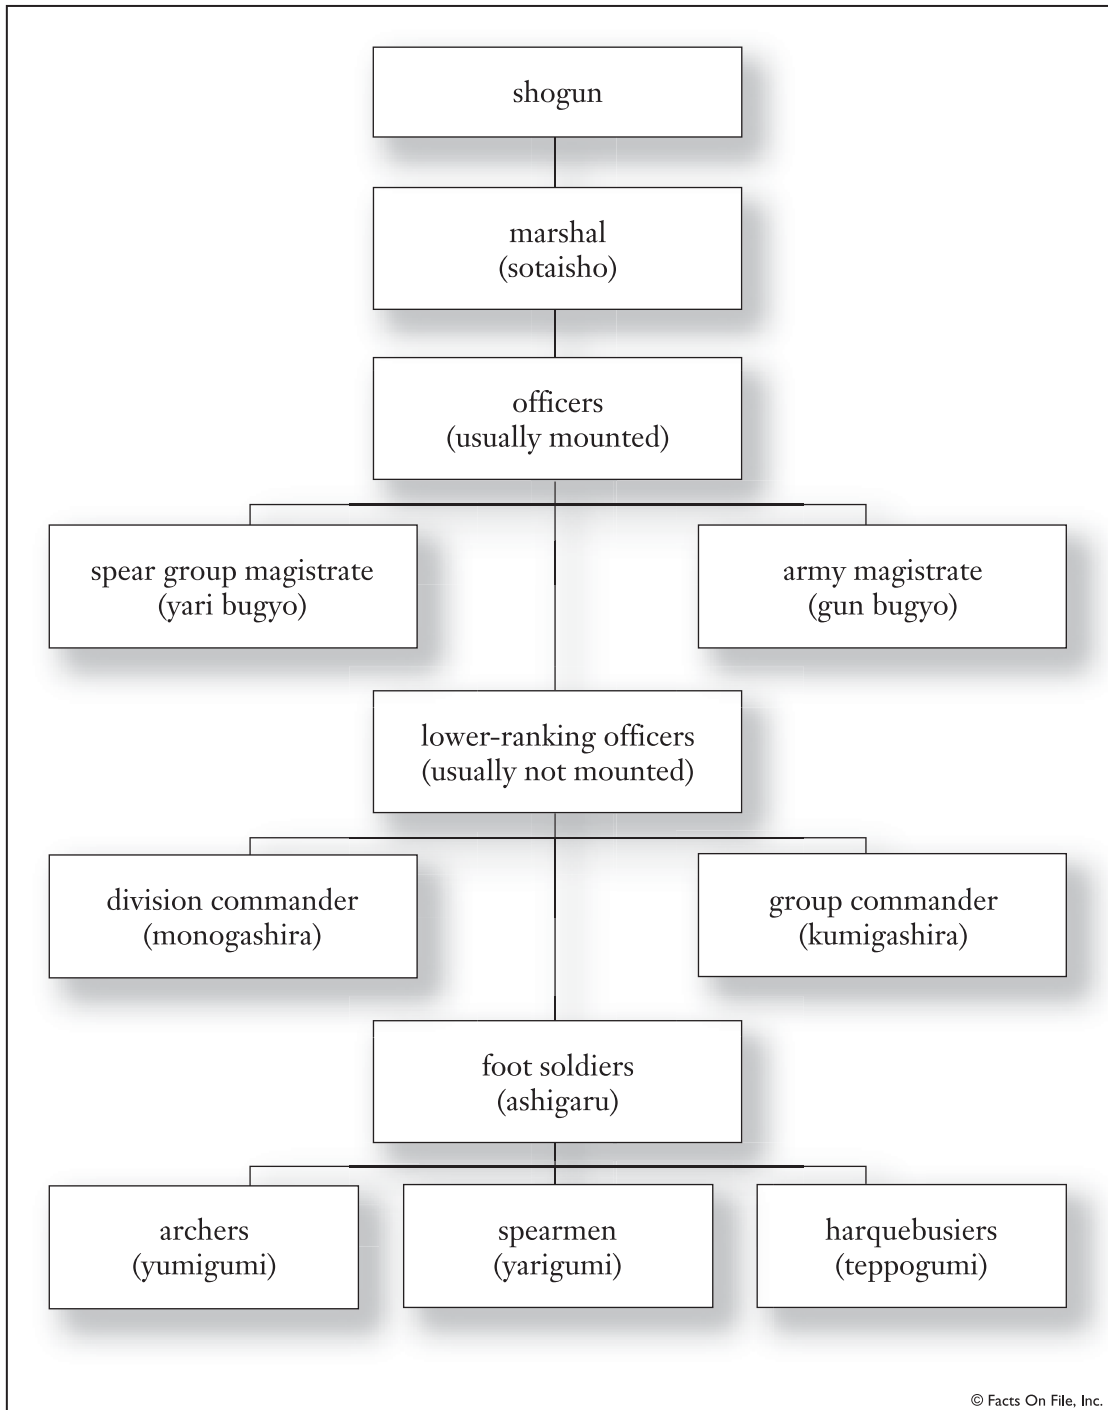 shogun
marshal
(sotaisho)
officers
(usually mounted)
spear group magistrate
(yari bugyo)
army magistrate
(gun bugyo)
lower-ranking officers
(usually not mounted)
division commander
(monogashira)
group commander
(kumigashira)
foot soldiers
(ashigaru)
archers
(yumigumi)
spearmen
(yarigumi)
harquebusiers
(teppogumi)
© Facts On File, Inc.